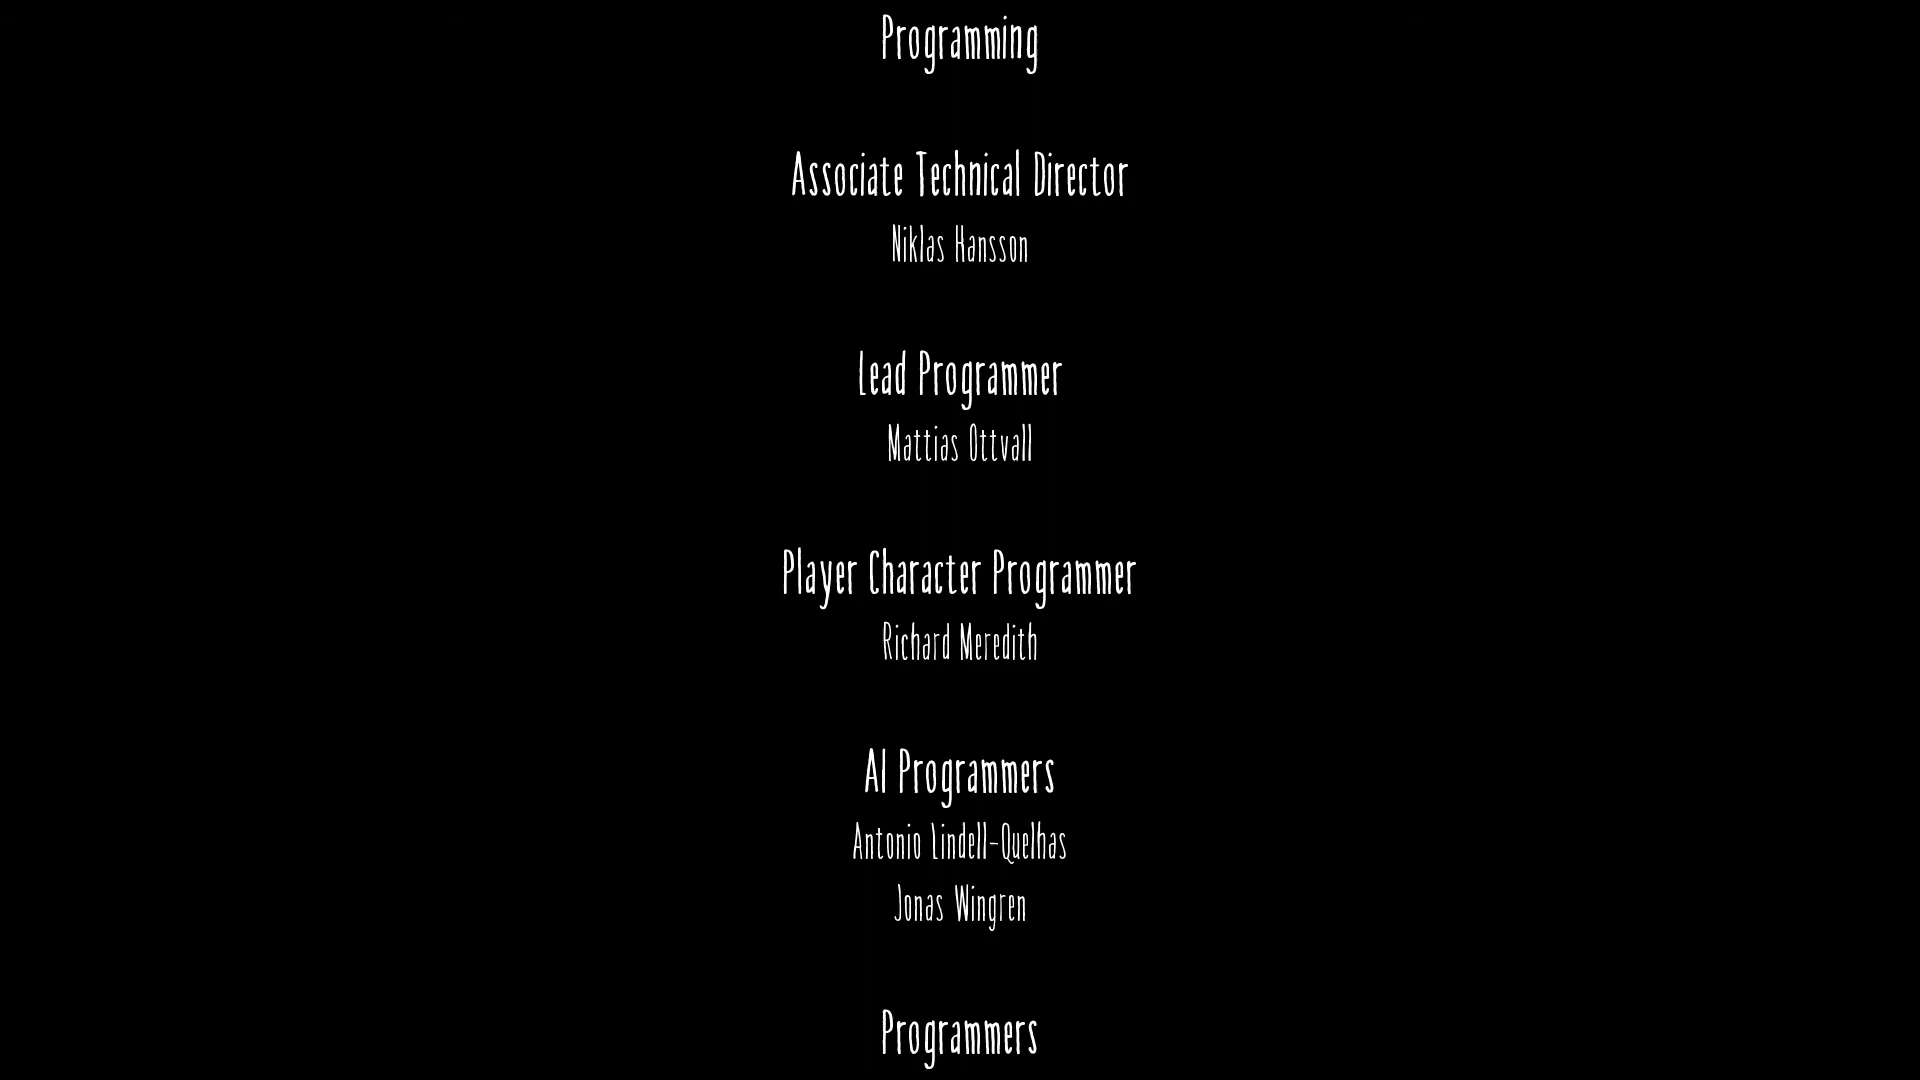 Programming
Associate Technical Director
Niklas Hansson
Lead Programmer
Mattias Ottvall
Player Character Programmer
Richard Meredith
AI Programmers
Antonio Lindell-Quelhas
Jonas Wingren
Programmers